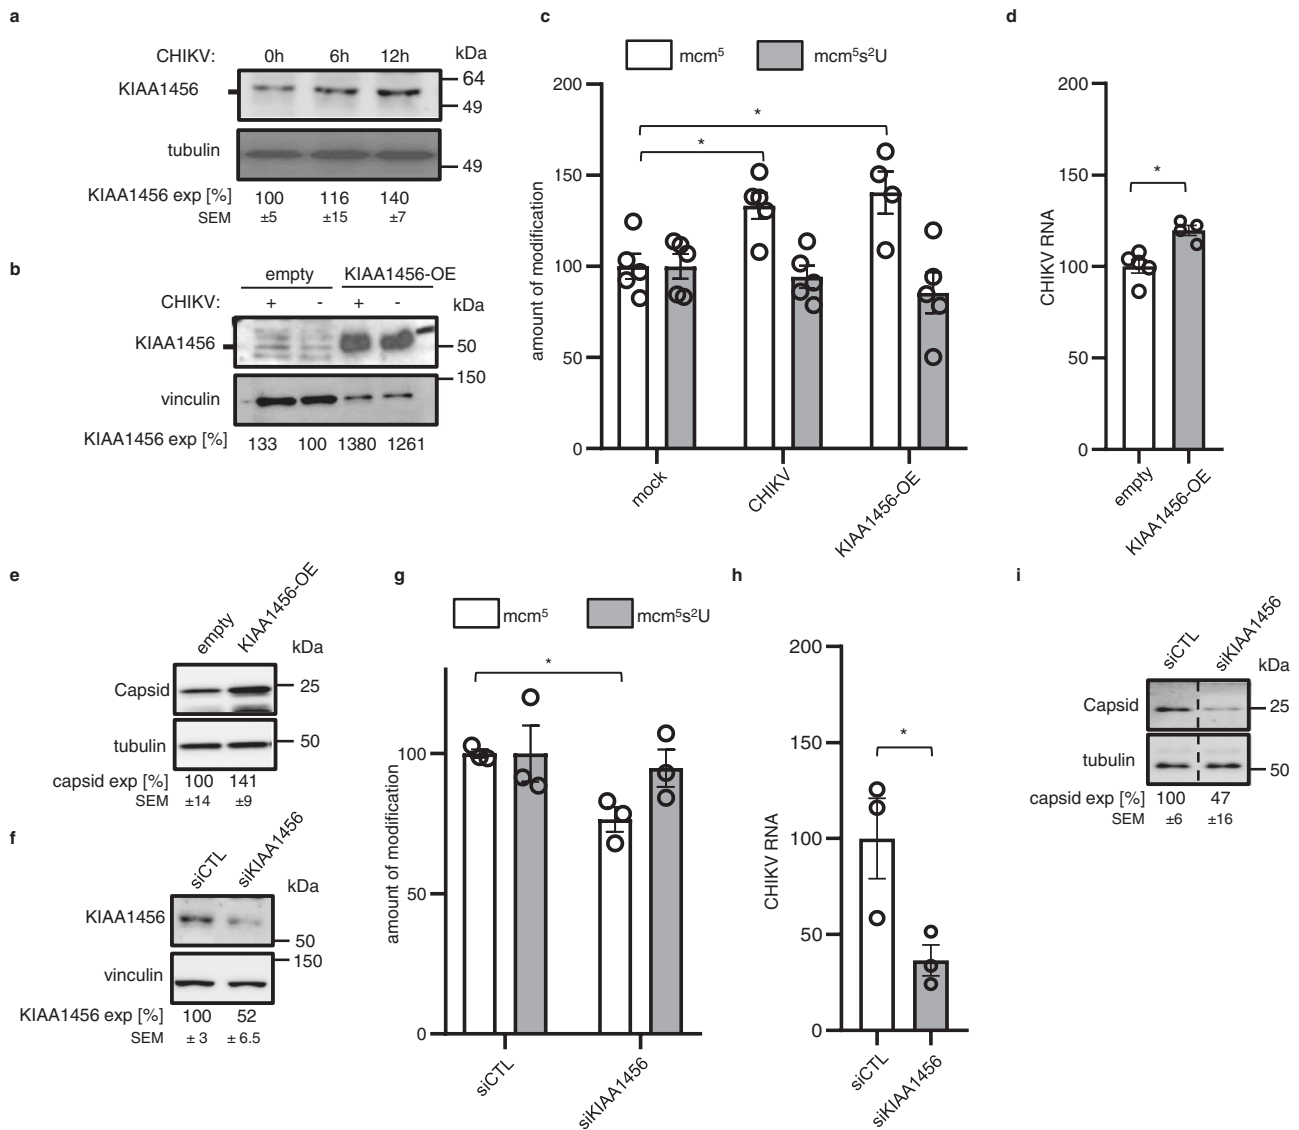 a
CHIKV: 0h 6h 12h kDa
KIAA1456 64
49
tubulin 49
KIAA1456 exp [%] 100 116 140
SEM ±5 ±15 ±7
b
empty KIAA1456-OE
CHIKV: + - + - kDa
KIAA1456 50
150
vinculin
KIAA1456 exp [%] 133 100 1380 1261
c
mcm⁵ mcm⁵s²U
amount of modification
200
150
100
50
0
* *
mock CHIKV KIAA1456-OE
d
CHIKV RNA
200
150
100
50
0
*
empty KIAA1456-OE
e
empty KIAA1456-OE
kDa
Capsid 25
tubulin 50
capsid exp [%] 100 141
SEM ±14 ±9
f
siCTL siKIAA1456
kDa
KIAA1456
50
150
vinculin
KIAA1456 exp [%] 100 52
SEM ± 3 ± 6.5
g
mcm⁵ mcm⁵s²U
amount of modification
100
50
0
*
siCTL siKIAA1456
h
CHIKV RNA
200
150
100
50
0
*
siCTL siKIAA1456
i
siCTL siKIAA1456
kDa
Capsid 25
tubulin 50
capsid exp [%] 100 47
SEM ±6 ±16